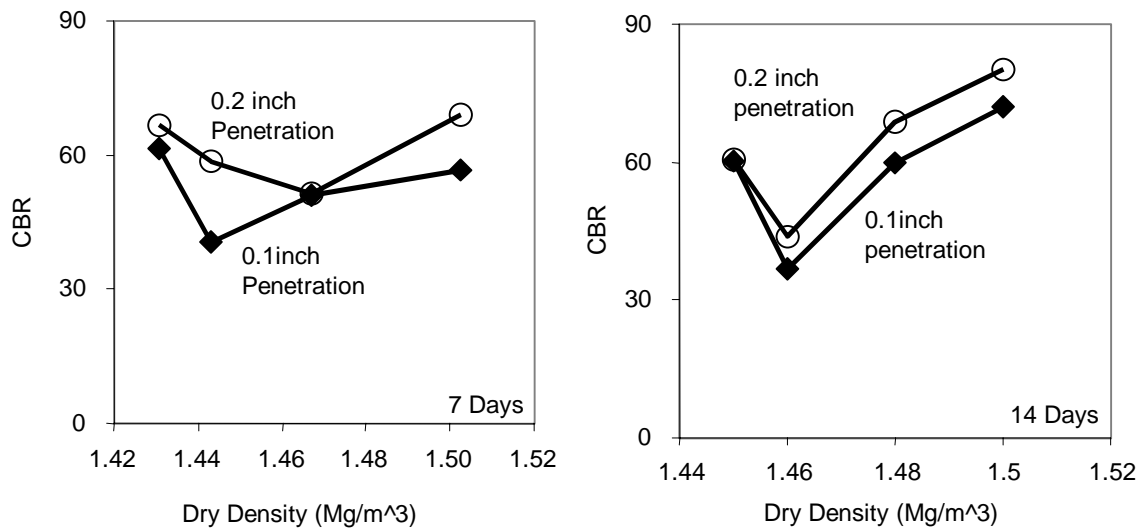 90
60
30
0
CBR
0.2 inch
Penetration
0.1inch
Penetration
7 Days
1.42
1.44
1.46
1.48
1.50
1.52
Dry Density (Mg/m^3)
90
60
30
0
CBR
0.2 inch
penetration
0.1inch
penetration
14 Days
1.44
1.46
1.48
1.5
1.52
Dry Density (Mg/m^3)